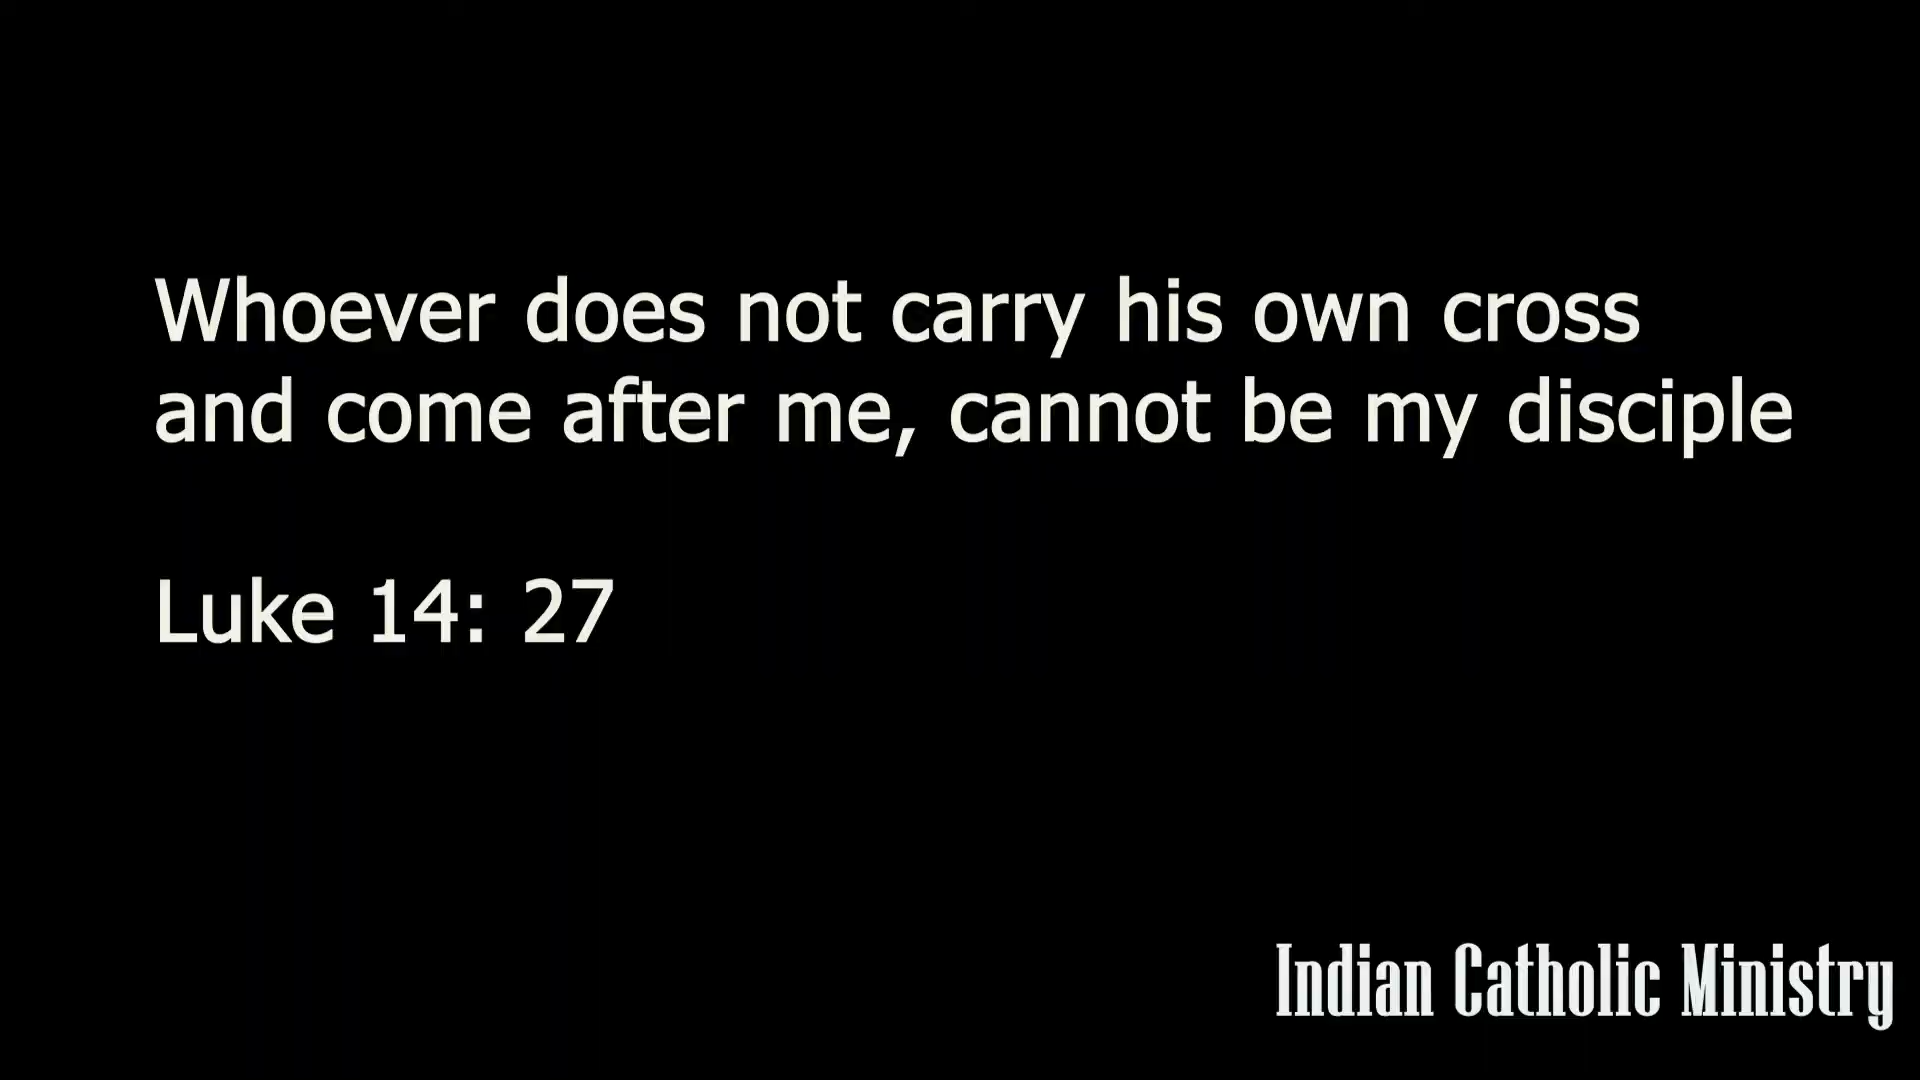 Whoever does not carry his own cross
and come after me, cannot be my disciple
Luke 14: 27
Indian Catholic Ministry